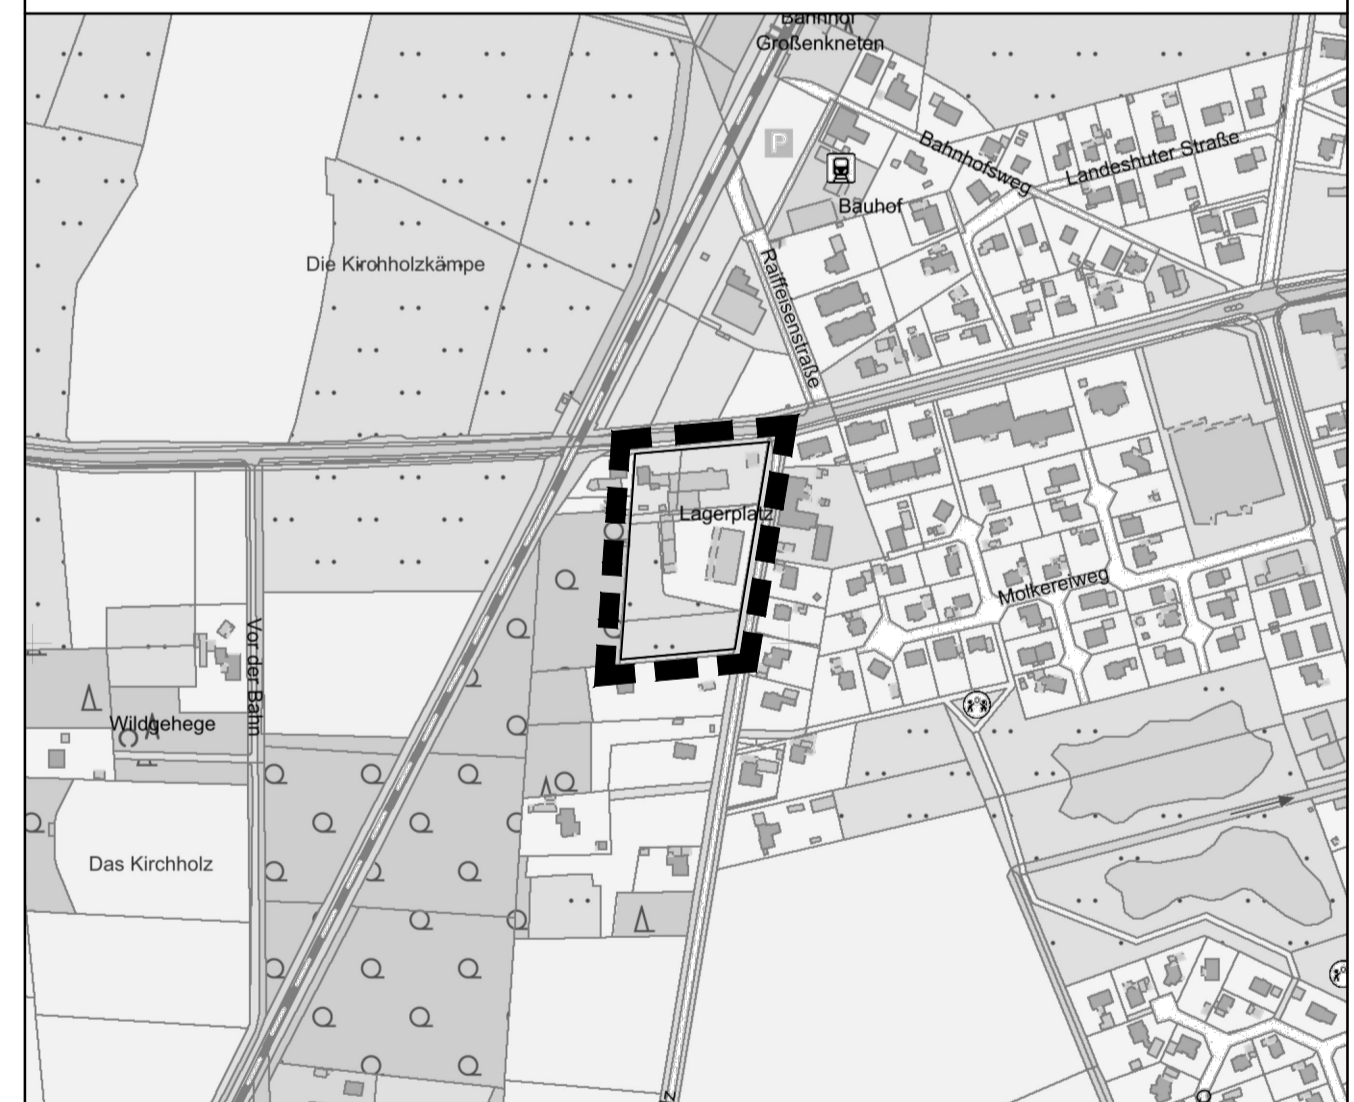 Bahnhof
Großenkneten
P
Bahnhofsweg
Landeshuter Straße
Bauhof
Die Kirchholzkämpe
Raiffeisenstraße
Lagerplatz
Molkereiweg
Vor der Bahn
Wildgehege
Das Kirchholz